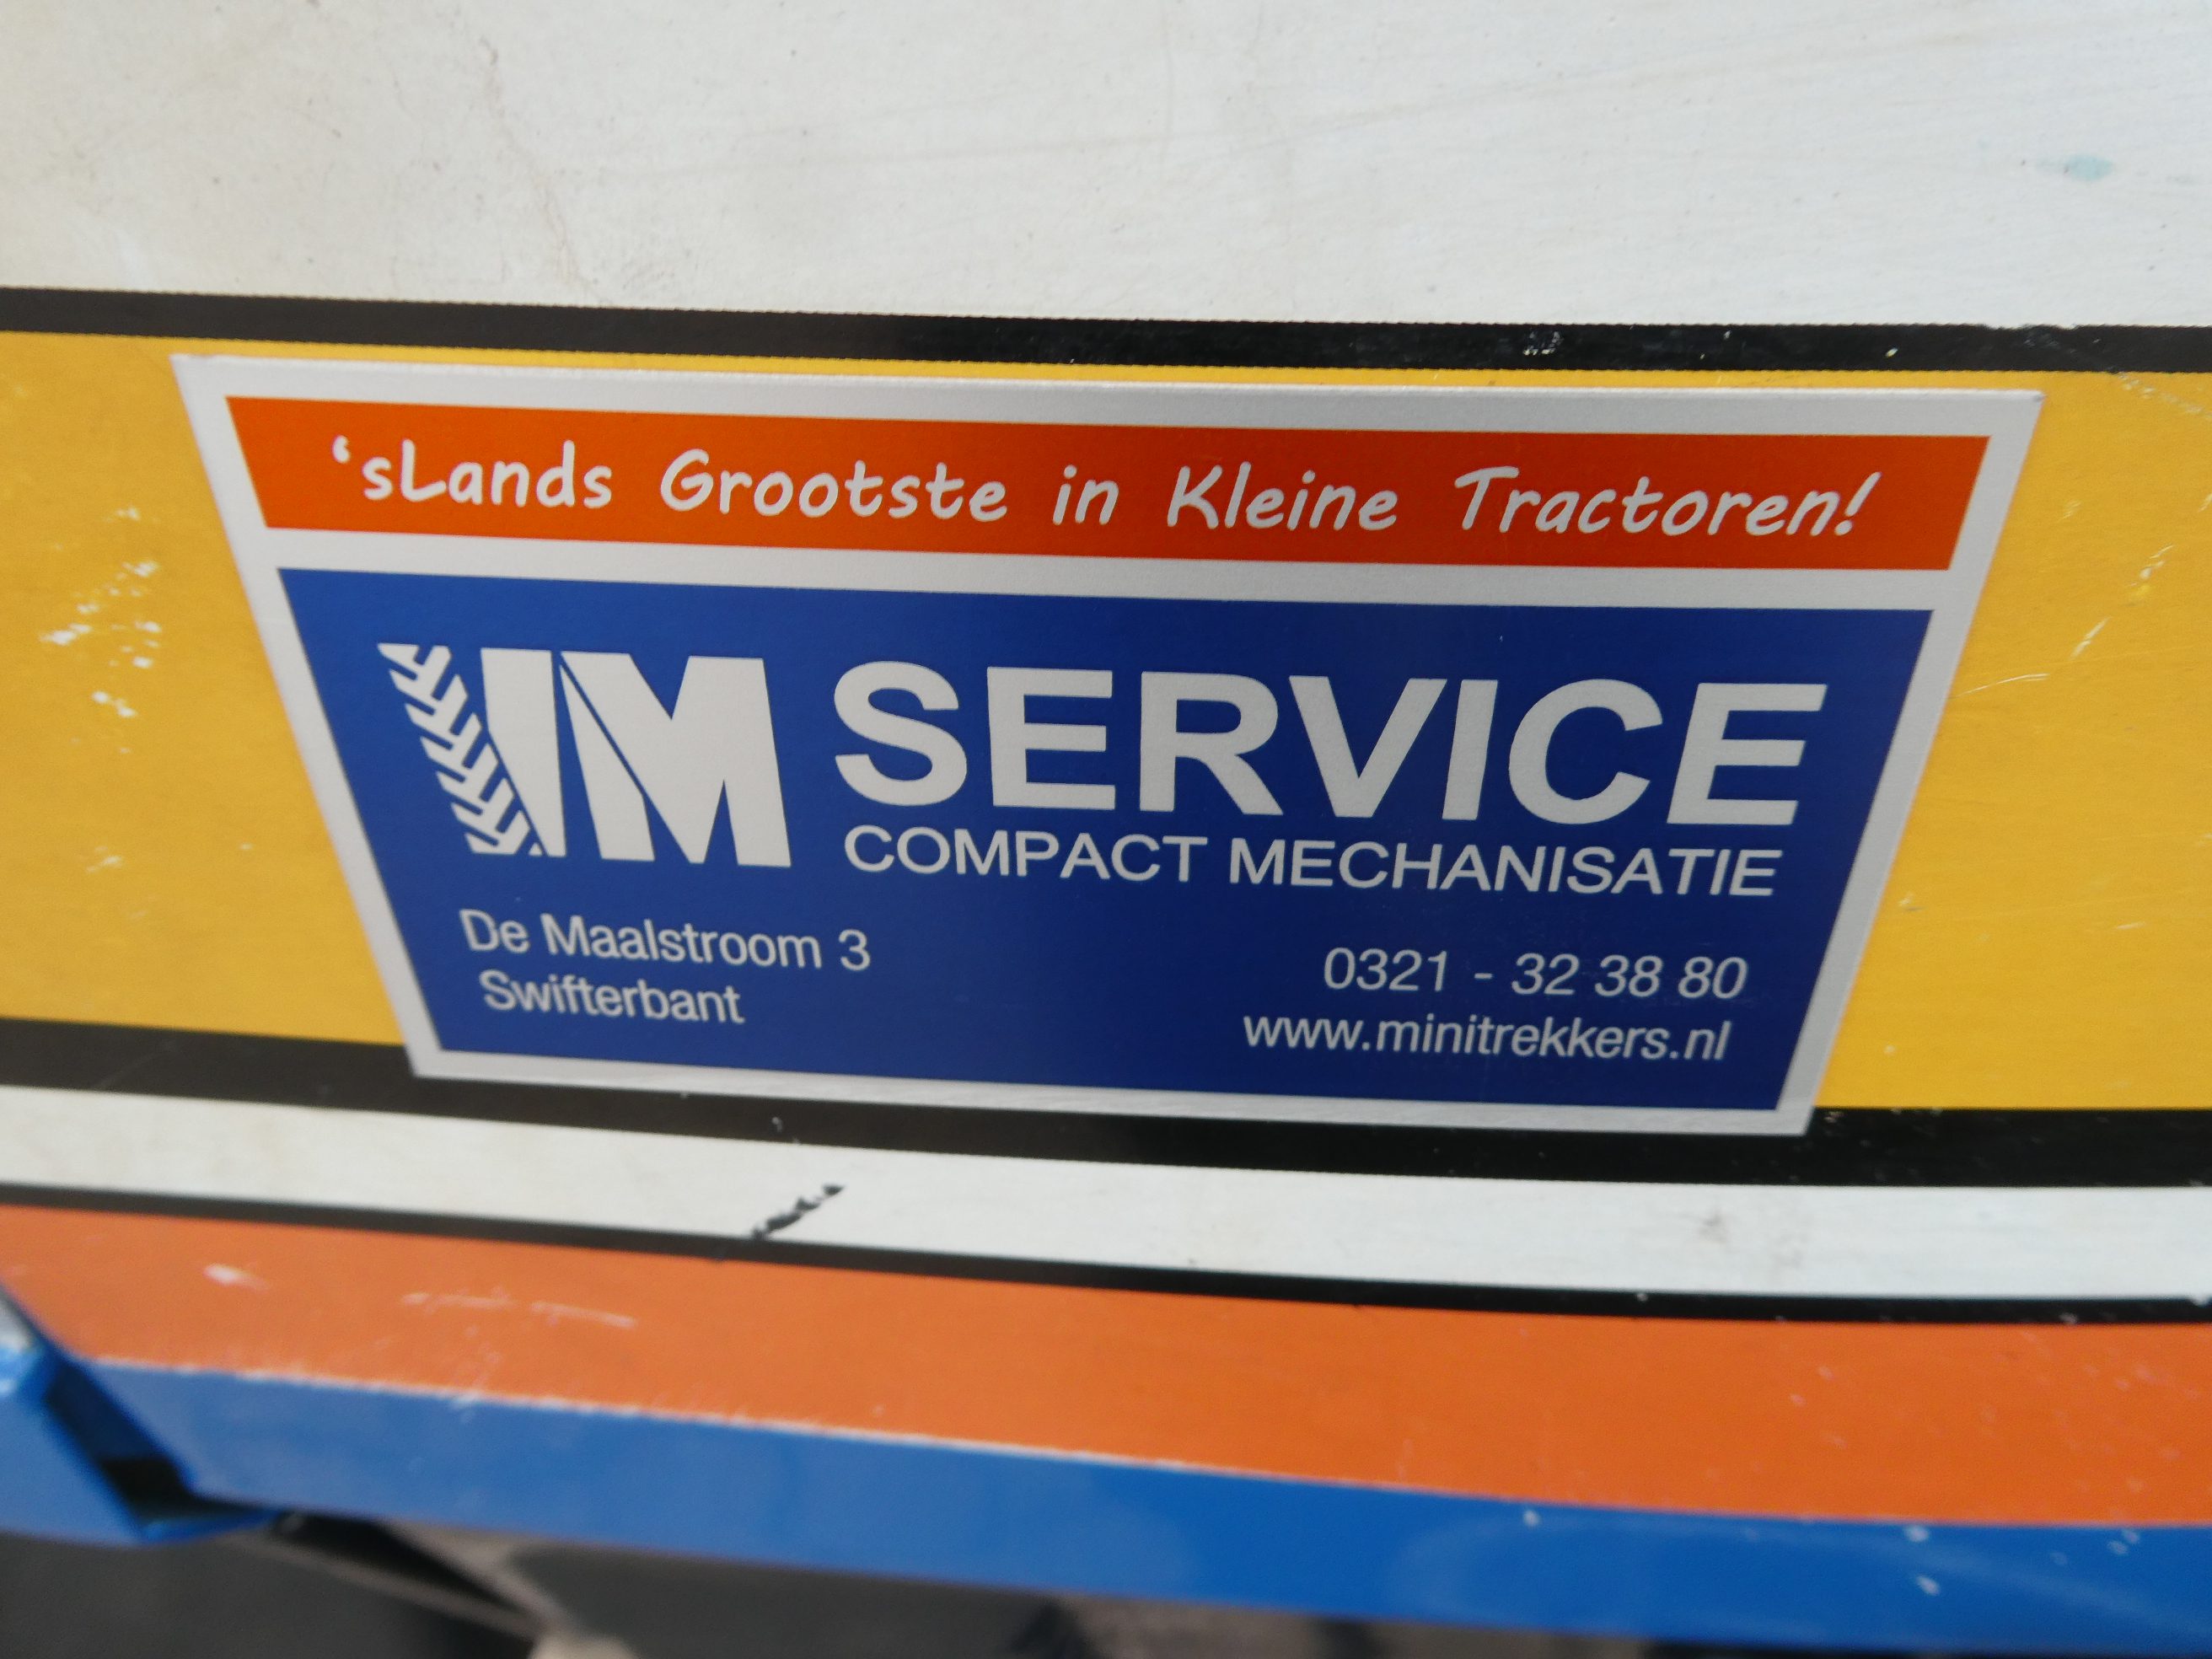 'sLands Grootste in Kleine Tractoren!
IM SERVICE
COMPACT MECHANISATIE
De Maalstroom 3
Swifterbant
0321 - 32 38 80
www.minitrekkers.nl